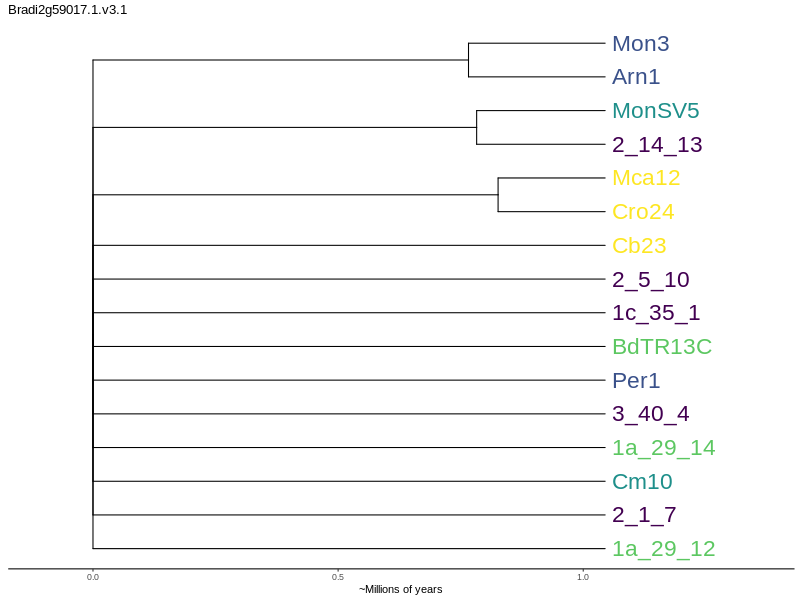 Bradi2g59017.1.v3.1
Mon3
Arn1
MonSV5
2_14_13
Mca12
Cro24
Cb23
2_5_10
1c_35_1
BdTR13C
Per1
3_40_4
1a_29_14
Cm10
2_1_7
1a_29_12
0.0 0.5 1.0
~Millions of years